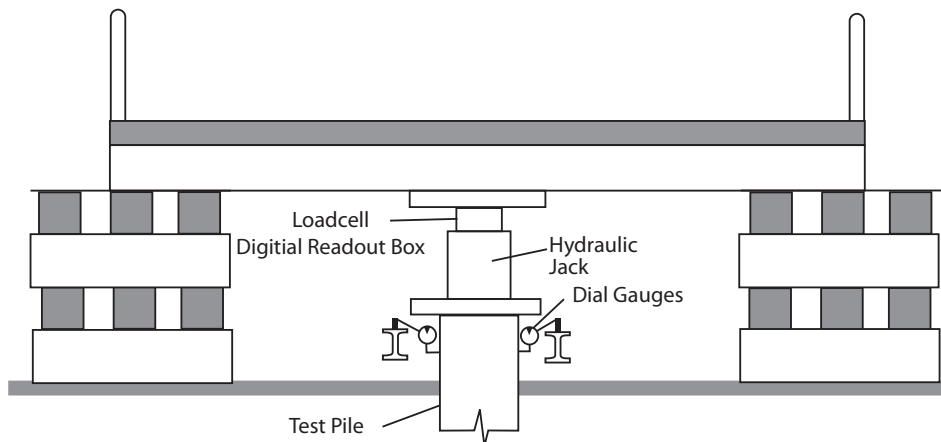 Loadcell
Digitial Readout Box
Hydraulic
Jack
Dial Gauges
Test Pile